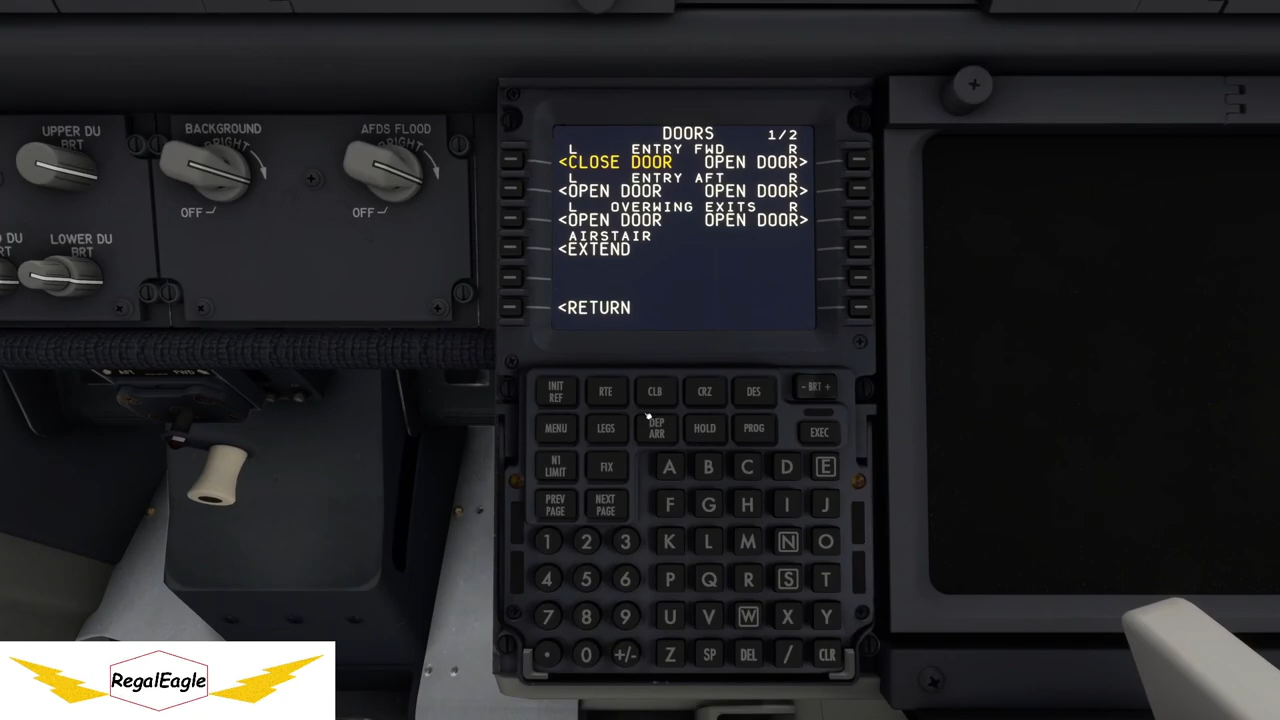 UPPER DU
BRT
BACKGROUND
BRIGHT
OFF
AFDS FLOOD
BRIGHT
OFF
LOWER DU
BRT
DU
BRT
DOORS 1/2
L ENTRY FWD R
<CLOSE DOOR OPEN DOOR>
L ENTRY AFT R
<OPEN DOOR OPEN DOOR>
L OVERWING EXITS R
<OPEN DOOR OPEN DOOR>
AIRSTAIR
<EXTEND
<RETURN
AFT FWD
INIT REF RTE CLB CRZ DES - BRT +
MENU LEGS DEP ARR HOLD PROG EXEC
N1 LIMIT FIX A B C D E
PREV PAGE NEXT PAGE F G H I J
1 2 3 K L M N O
4 5 6 P Q R S T
7 8 9 U V W X Y
. 0 +/- Z SP DEL / CLR
RegalEagle